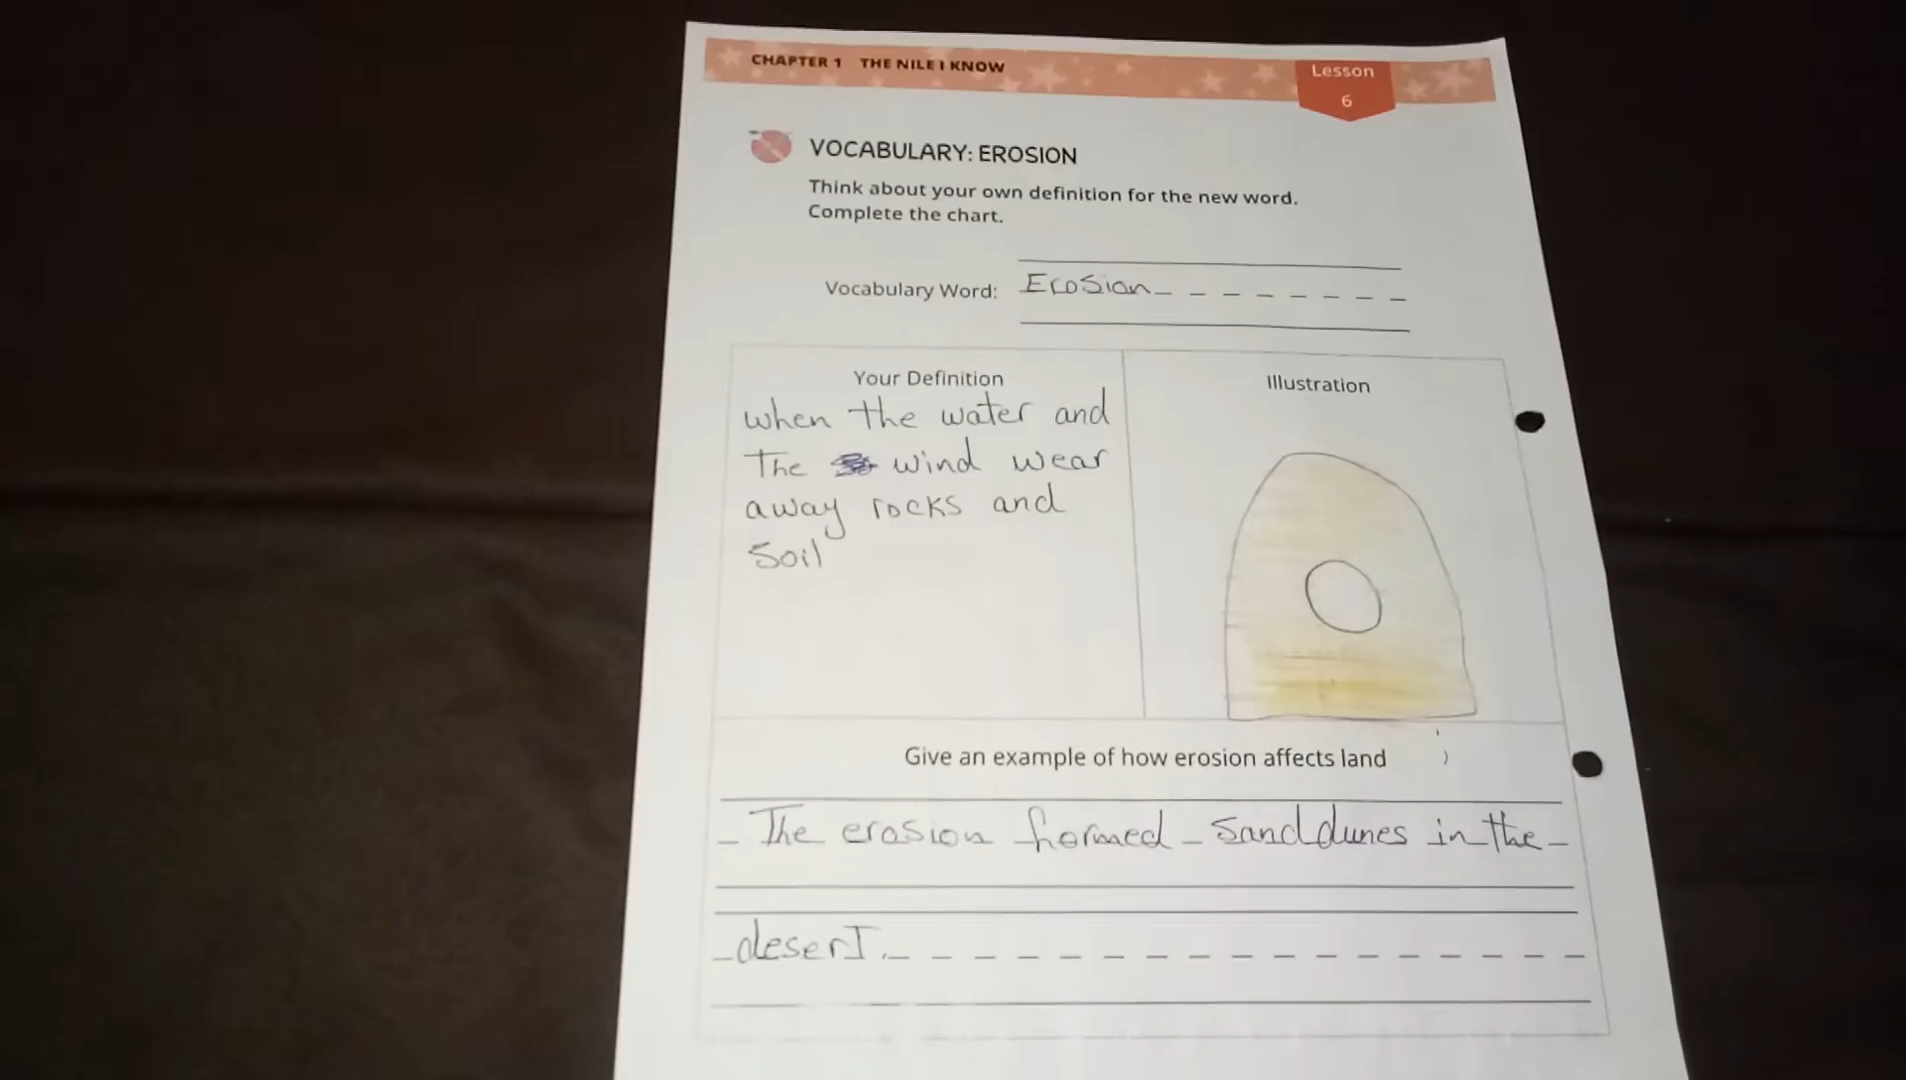 CHAPTER 1 THE NILE I KNOW
Lesson
6
VOCABULARY: EROSION
Think about your own definition for the new word.
Complete the chart.
Vocabulary Word: Erosion
Your Definition
when the water and
The wind wear
away rocks and
Soil
Illustration
Give an example of how erosion affects land
The erosion formed sanddunes in the
desert.